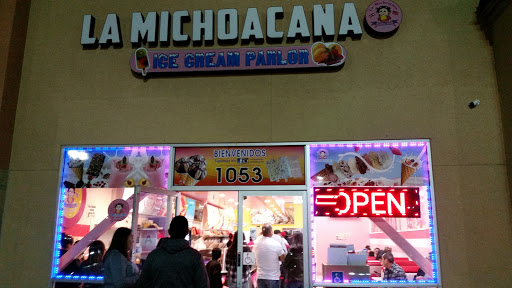 LA MICHOACANA
ICE CREAM PARLOR
BIENVENIDOS
1053
OPEN